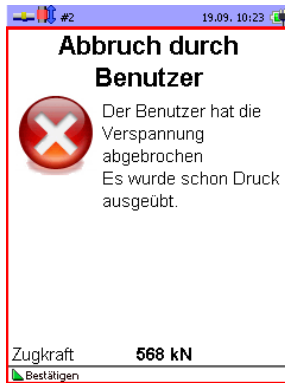 #2 19.09. 10:23
Abbruch durch
Benutzer
Der Benutzer hat die
Verspannung
abgebrochen
Es wurde schon Druck
ausgeübt.
Zugkraft 568 kN
Bestätigen